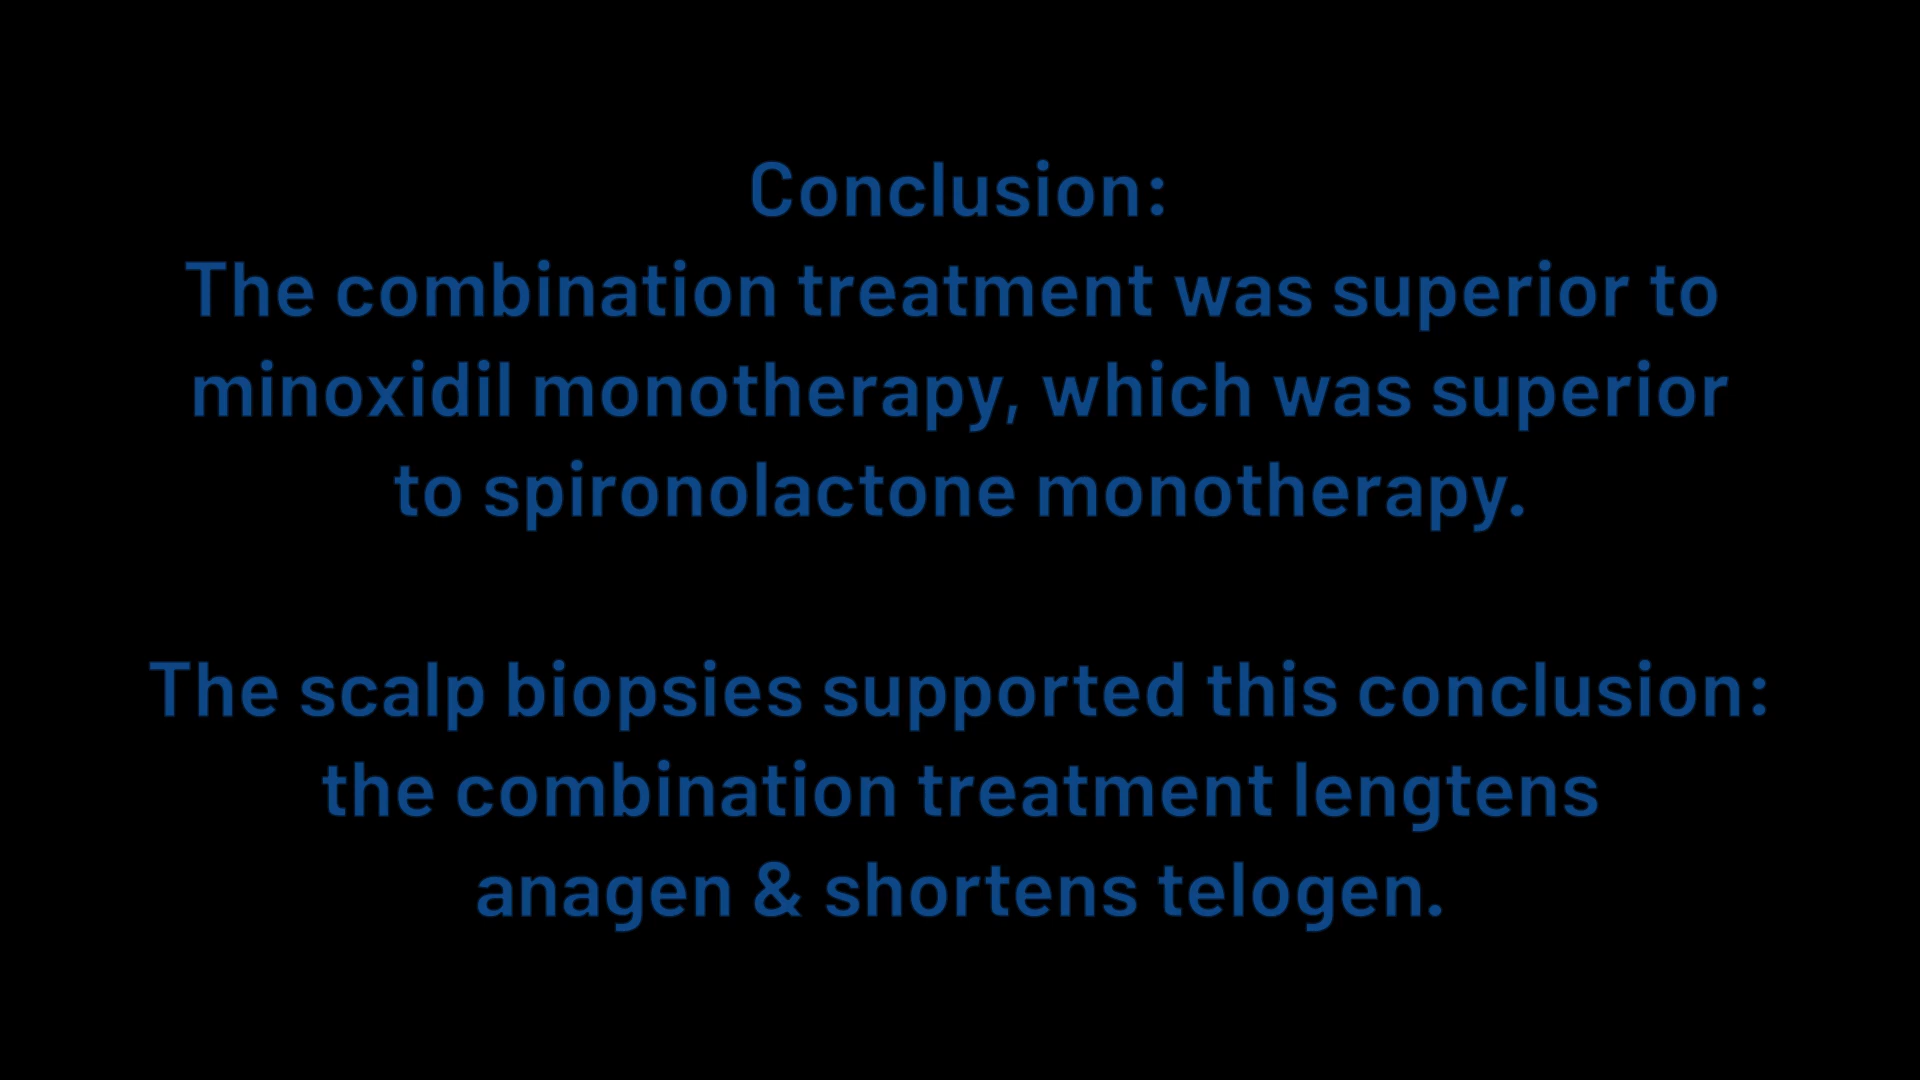 Conclusion:
The combination treatment was superior to
minoxidil monotherapy, which was superior
to spironolactone monotherapy.
The scalp biopsies supported this conclusion:
the combination treatment lengtens
anagen & shortens telogen.